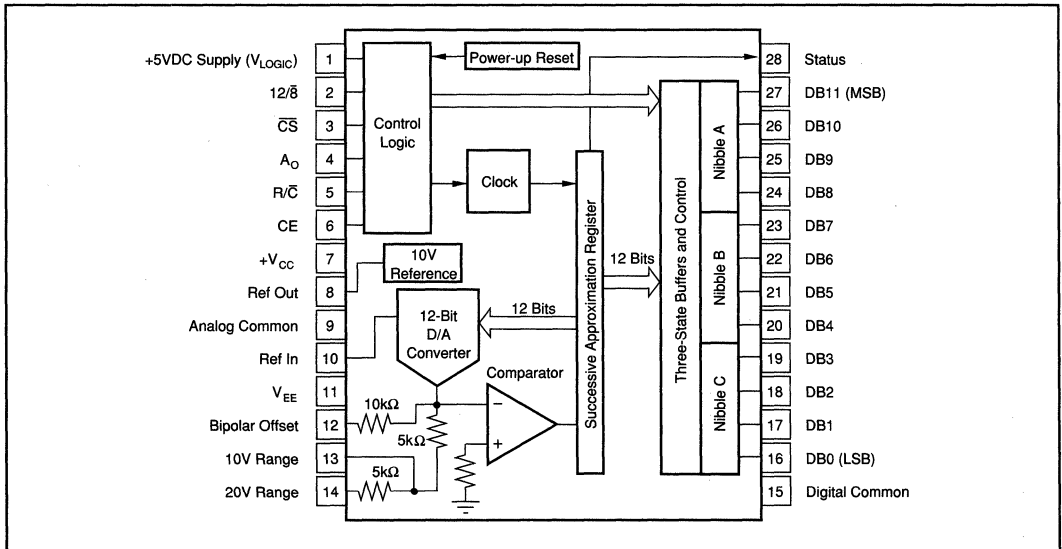 +5VDC Supply (VLOGIC) 1
12/8̅ 2
C̅S̅ 3
AO 4
R/C̅ 5
CE 6
+VCC 7
Ref Out 8
Analog Common 9
Ref In 10
VEE 11
Bipolar Offset 12
10V Range 13
20V Range 14
Control
Logic
Power-up Reset
Clock
10V
Reference
12-Bit
D/A
Converter
12 Bits
Comparator
10kΩ
5kΩ
5kΩ
−
+
Successive Approximation Register
12 Bits
Three-State Buffers and Control
Nibble A
Nibble B
Nibble C
28 Status
27 DB11 (MSB)
26 DB10
25 DB9
24 DB8
23 DB7
22 DB6
21 DB5
20 DB4
19 DB3
18 DB2
17 DB1
16 DB0 (LSB)
15 Digital Common